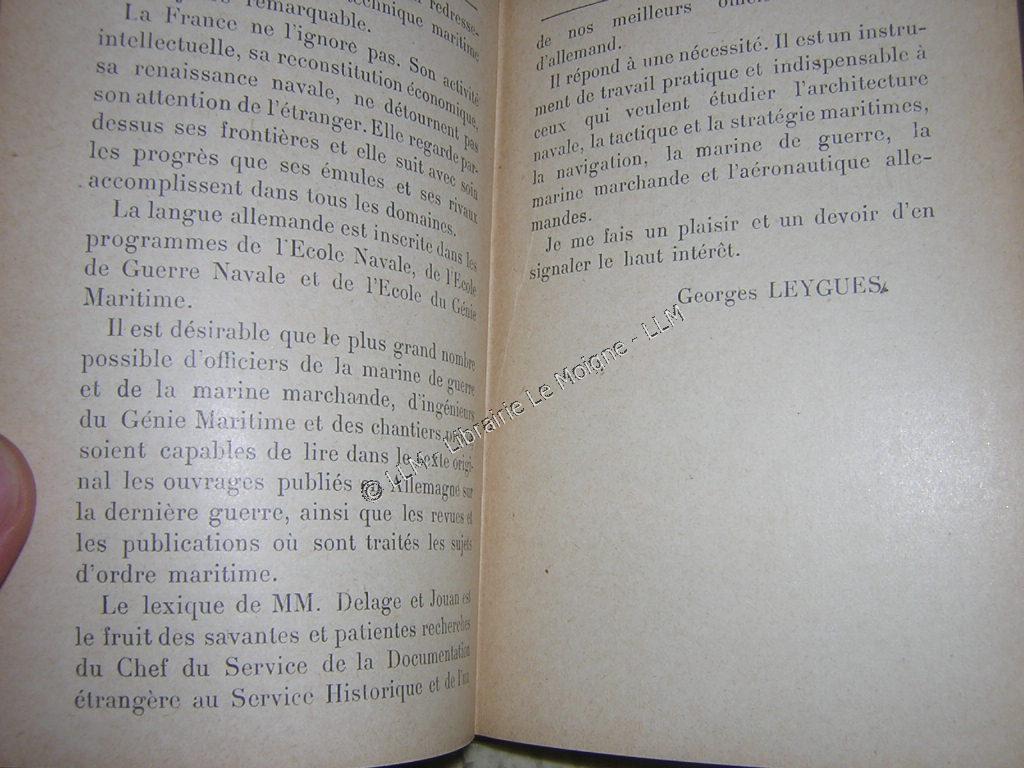 redresse-
technique maritime
remarquable.
La France ne l'ignore pas. Son activité
intellectuelle, sa reconstitution économique,
sa renaissance navale, ne détournent pas
son attention de l'étranger. Elle regarde par-
dessus ses frontières et elle suit avec soin
les progrès que ses émules et ses rivaux
accomplissent dans tous les domaines.
La langue allemande est inscrite dans les
programmes de l'Ecole Navale, de l'Ecole
de Guerre Navale et de l'Ecole du Génie
Maritime.
Il est désirable que le plus grand nombre
possible d'officiers de la marine de guerre
et de la marine marchande, d'ingénieurs
du Génie Maritime et des chantiers
soient capables de lire dans le texte origi-
nal les ouvrages publiés en Allemagne sur
la dernière guerre, ainsi que les revues et
les publications où sont traités les sujets
d'ordre maritime.
Le lexique de MM. Delage et Jouan est
le fruit des savantes et patientes recherches
du Chef du Service de la Documentation
étrangère au Service Historique et de l'un
de nos meilleurs
d'allemand.
Il répond à une nécessité. Il est un instru-
ment de travail pratique et indispensable à
ceux qui veulent étudier l'architecture
navale, la tactique et la stratégie maritimes,
la navigation, la marine de guerre, la
marine marchande et l'aéronautique alle-
mandes.
Je me fais un plaisir et un devoir d'en
signaler le haut intérêt.
Georges LEYGUES.
© LLM - Librairie Le Moigne - LLM